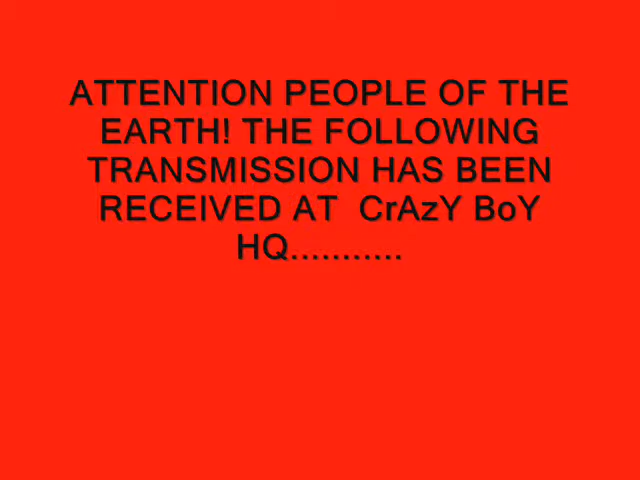 ATTENTION PEOPLE OF THE
EARTH! THE FOLLOWING
TRANSMISSION HAS BEEN
RECEIVED AT  CrAzY BoY
HQ...........